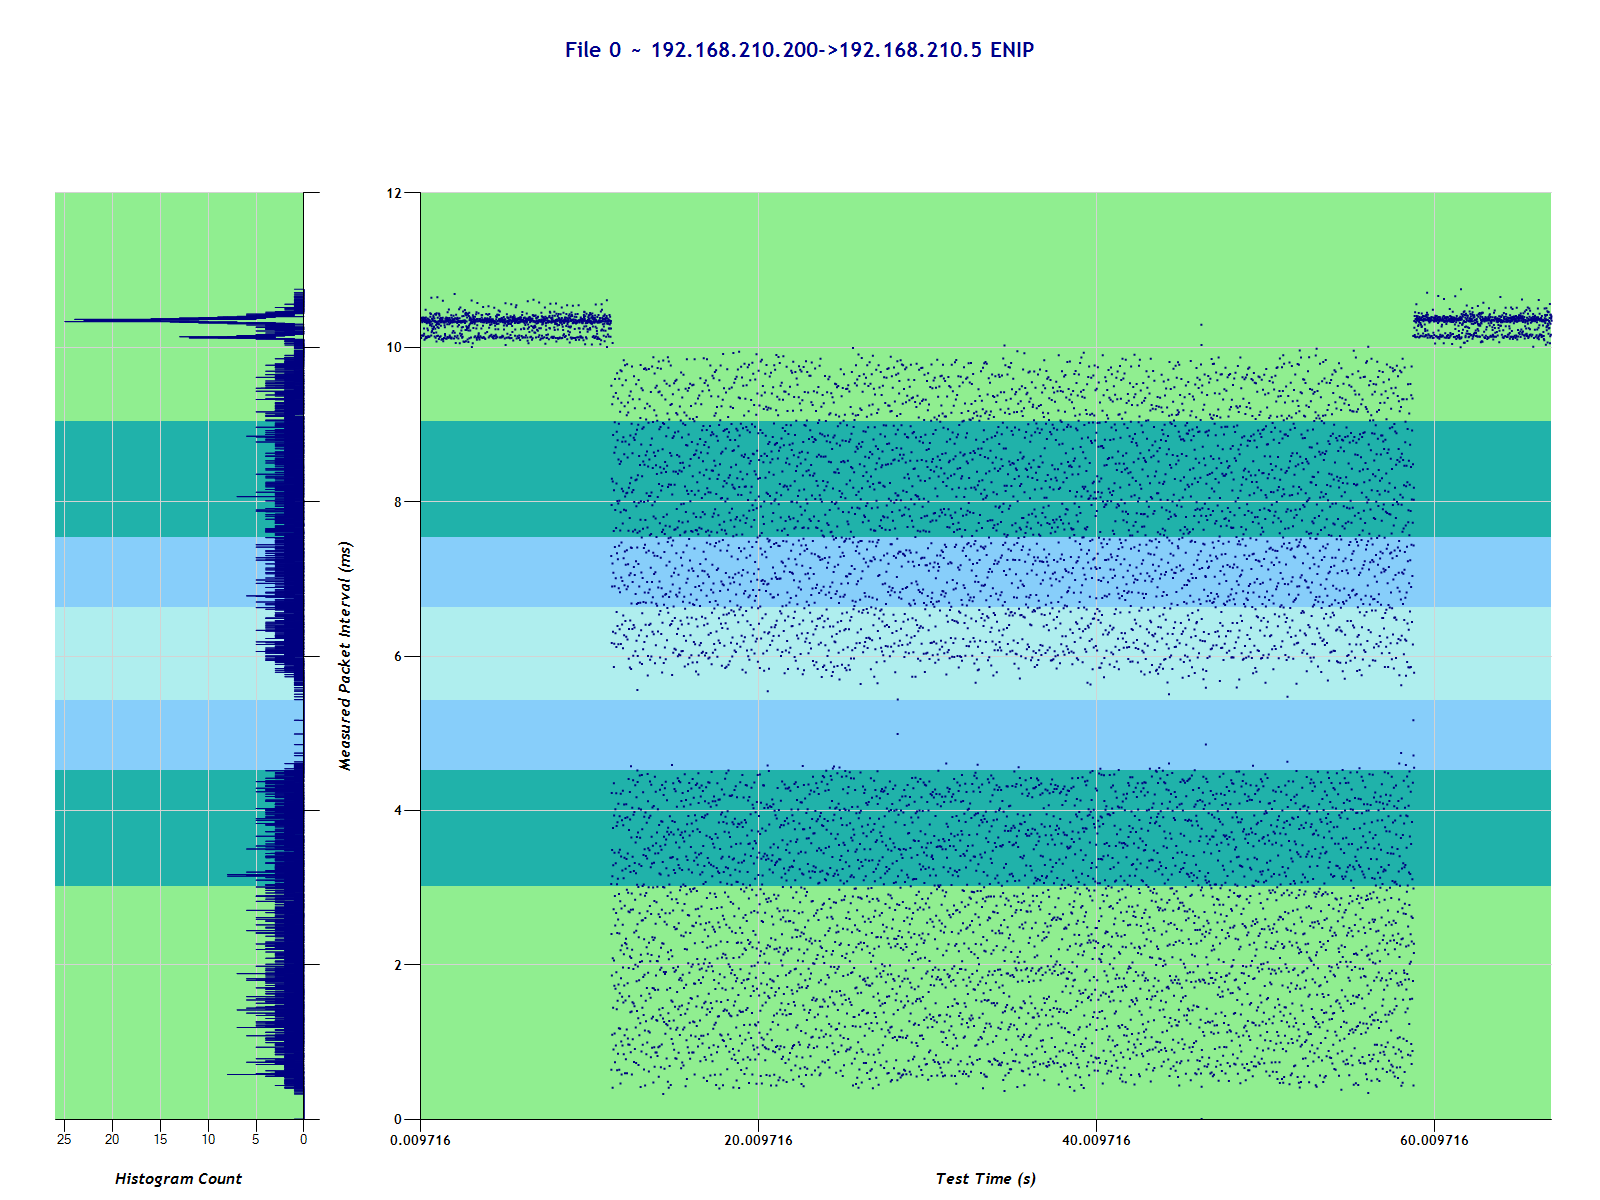 File 0 ~ 192.168.210.200->192.168.210.5 ENIP
12
10
8
6
4
2
0
Measured Packet Interval (ms)
25 20 15 10 5 0
0.009716 20.009716 40.009716 60.009716
Histogram Count
Test Time (s)